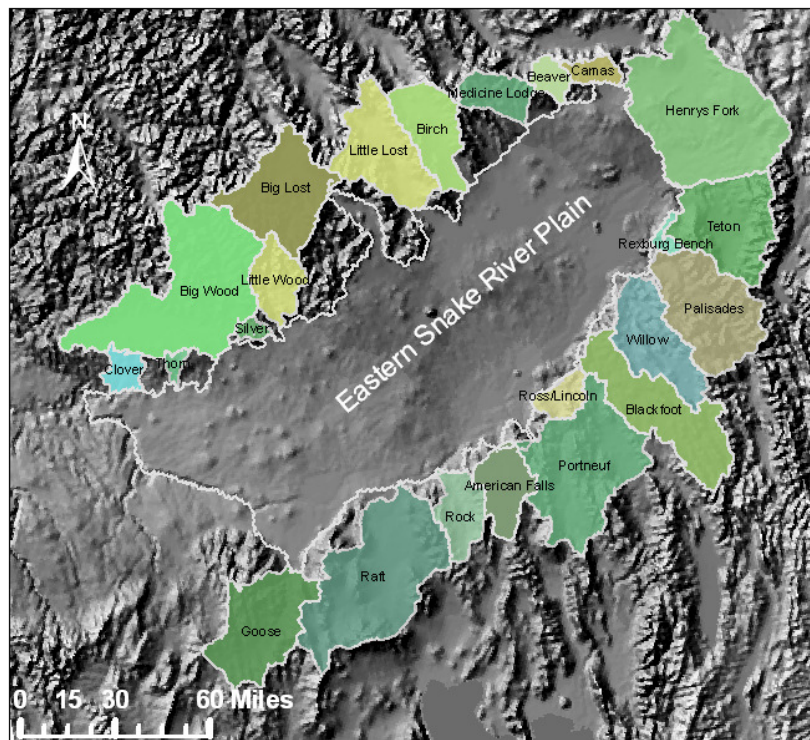 Camas
Beaver
Medicine Lodge
Henrys Fork
Birch
Little Lost
Big Lost
Teton
Rexburg Bench
Little Wood
Big Wood
Palisades
Silver
Willow
Eastern Snake River Plain
Thorn
Clover
Ross/Lincoln
Blackfoot
Portneuf
American Falls
Rock
Raft
Goose
N
0 15 30 60 Miles